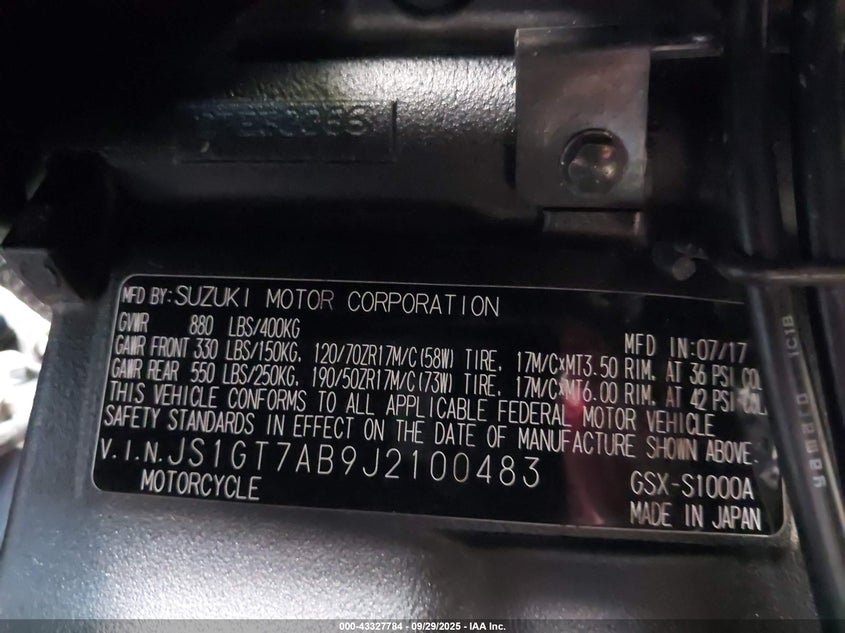 MFD BY: SUZUKI MOTOR CORPORATION
GVWR 880 LBS/400KG
MFD IN: 07/17
GAWR FRONT 330 LBS/150KG, 120/70ZR17M/C(58W) TIRE, 17M/CxMT3.50 RIM, AT 36 PSI
GAWR REAR 550 LBS/250KG, 190/50ZR17M/C(73W) TIRE, 17M/CxMT6.00 RIM, AT 42 PSI
THIS VEHICLE CONFORMS TO ALL APPLICABLE FEDERAL MOTOR VEHICLE
SAFETY STANDARDS IN EFFECT ON THE DATE OF MANUFACTURE SHOWN ABOVE.
V.I.N. JS1GT7AB9J2100483
GSX-S1000A
MOTORCYCLE
MADE IN JAPAN
yamaro 1C1B
000-43327784 - 09/29/2025 - IAA Inc.